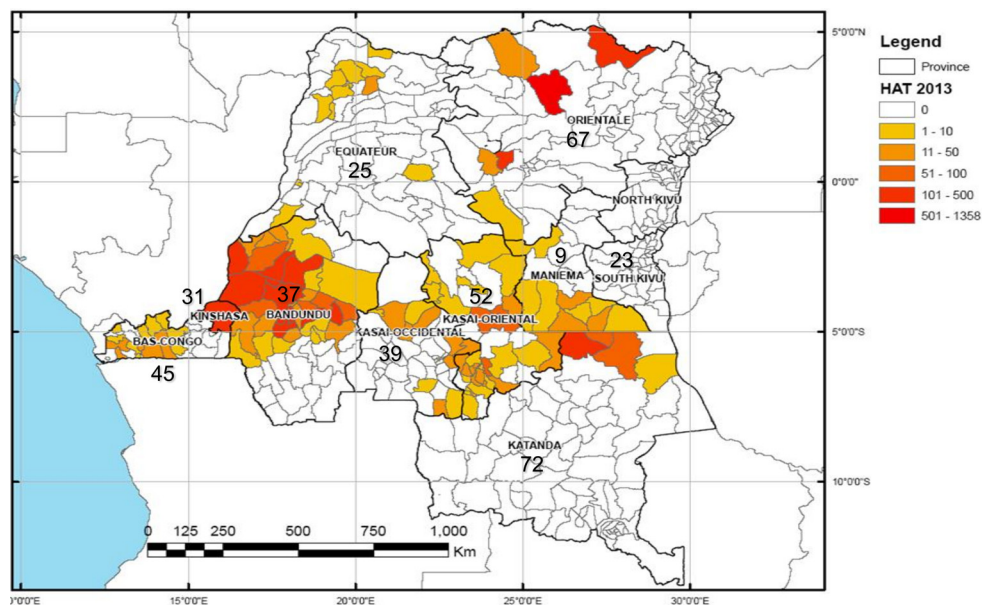 5°0'0"N
Legend
Province
HAT 2013
0
1 - 10
11 - 50
51 - 100
101 - 500
501 - 1358
ORIENTALE
67
EQUATEUR
25
0°0'0"
NORTH KIVU
9
23
MANIEMA
SOUTH KIVU
31
37
52
KINSHASA
BANDUNDU
KASAI-ORIENTAL
5°0'0"S
BAS-CONGO
KASAI-OCCIDENTAL
39
45
KATANDA
72
10°0'0"S
0 125 250 500 750 1,000
Km
15°0'0"E 20°0'0"E 25°0'0"E 30°0'0"E